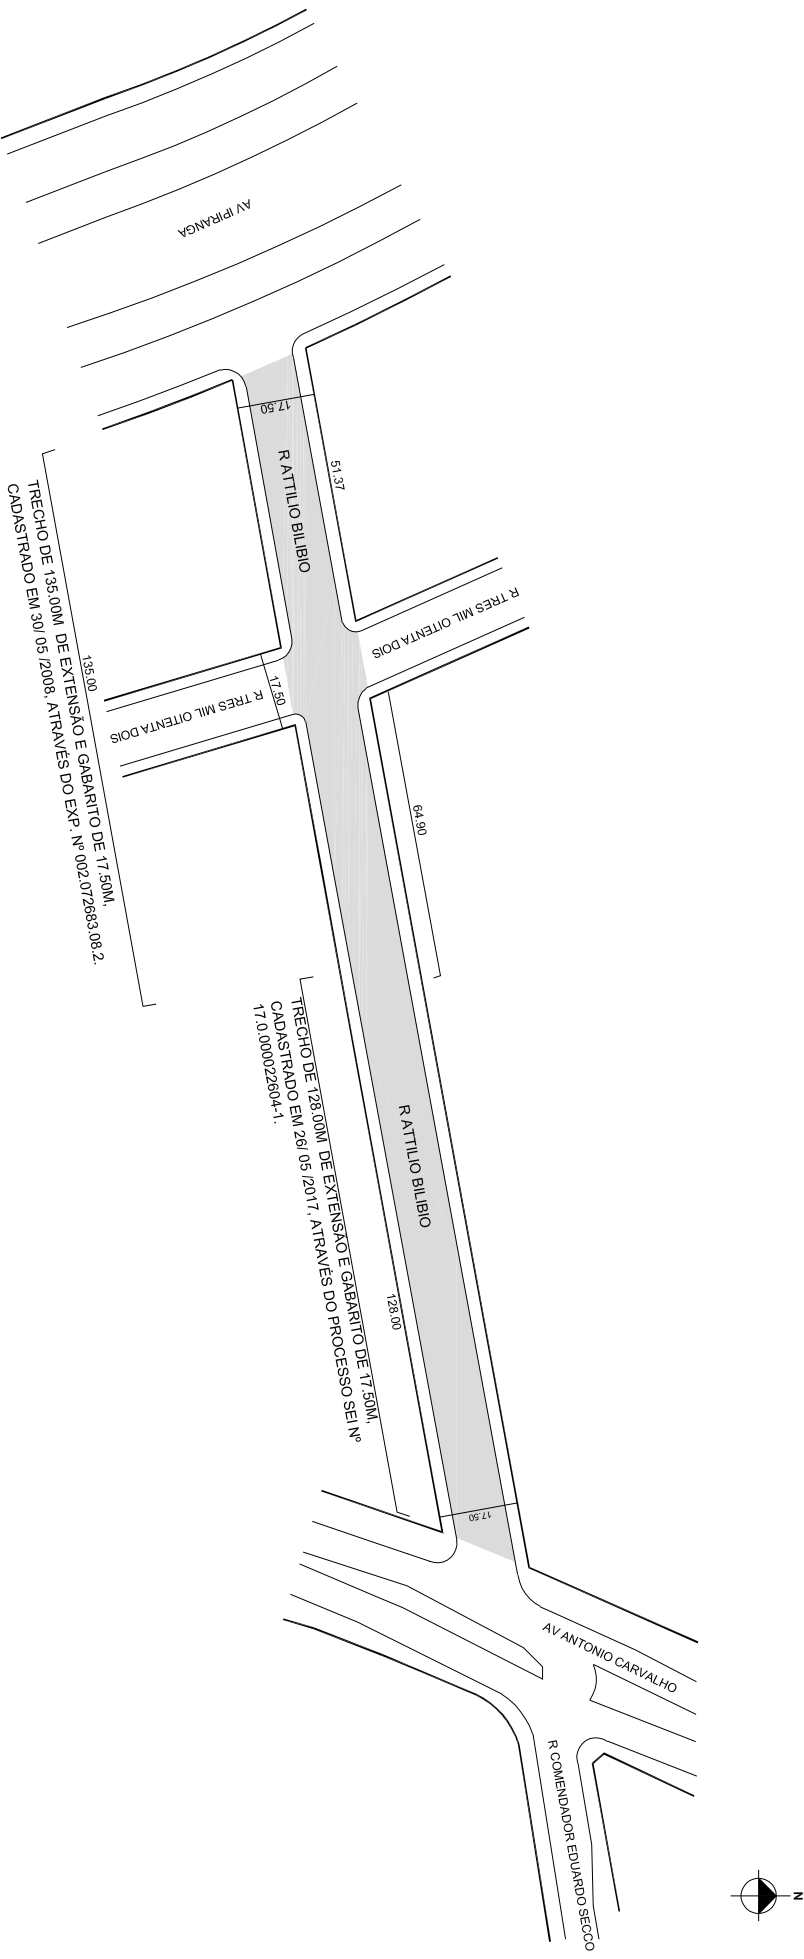 AV IPIRANGA
17.50
R ATTILIO BILIBIO
51.37
R TRES MIL OITENTA DOIS
17.50
R TRES MIL OITENTA DOIS
135.00
TRECHO DE 135.00M DE EXTENSÃO E GABARITO DE 17.50M,
CADASTRADO EM 30/ 05 /2008, ATRAVÉS DO EXP. Nº 002.072683.08.2.
64.90
R ATTILIO BILIBIO
128.00
TRECHO DE 128.00M DE EXTENSÃO E GABARITO DE 17.50M,
CADASTRADO EM 26/ 05 /2017, ATRAVÉS DO PROCESSO SEI Nº
17.0.000022604-1.
17.50
AV ANTONIO CARVALHO
R COMENDADOR EDUARDO SECCO
N